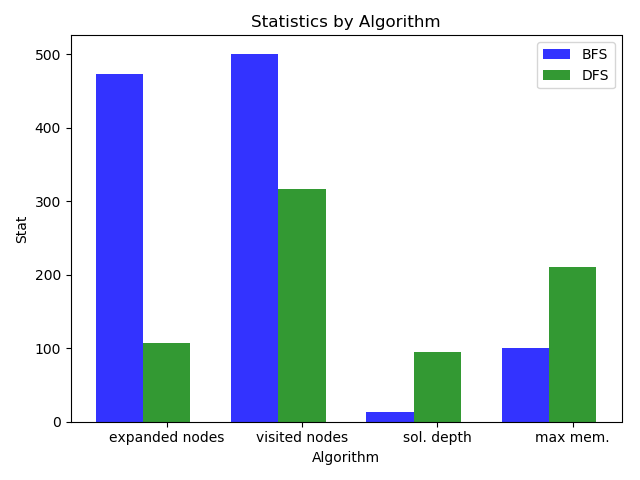 Statistics by Algorithm
BFS
DFS
500
400
300
200
100
0
Stat
expanded nodes visited nodes sol. depth max mem.
Algorithm